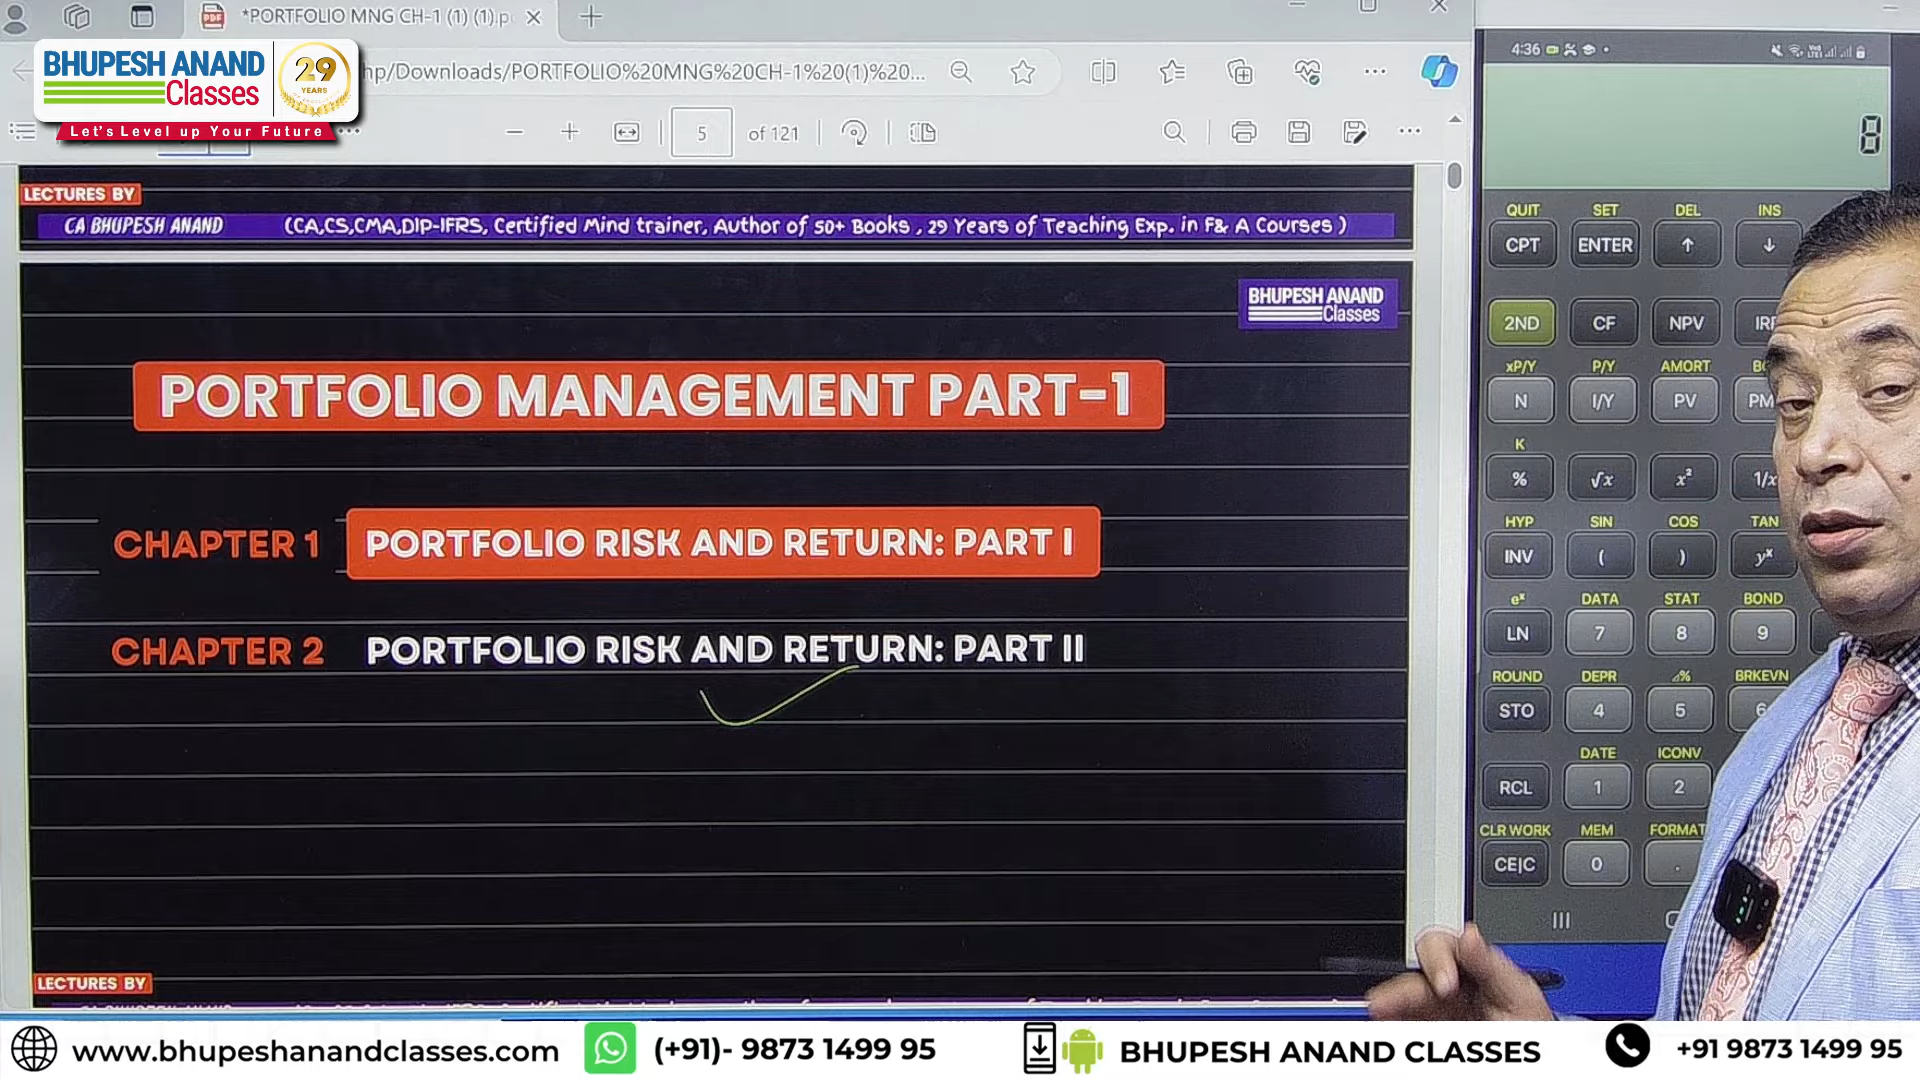 *PORTFOLIO MNG CH-1 (1) (1).p
BHUPESH ANAND
Classes
29
YEARS
Let's Level up Your Future
hp/Downloads/PORTFOLIO%20MNG%20CH-1%20(1)%20...
5 of 121
LECTURES BY
CA BHUPESH ANAND (CA,CS,CMA,DIP-IFRS, Certified Mind trainer, Author of 50+ Books , 29 Years of Teaching Exp. in F& A Courses )
BHUPESH ANAND
Classes
PORTFOLIO MANAGEMENT PART-1
CHAPTER 1 PORTFOLIO RISK AND RETURN: PART I
CHAPTER 2 PORTFOLIO RISK AND RETURN: PART II
LECTURES BY
4:36
8
QUIT SET DEL INS
CPT ENTER ↑ ↓
2ND CF NPV
xP/Y P/Y AMORT
N I/Y PV
K
% √x x² 1/x
HYP SIN COS TAN
INV ( ) yˣ
eˣ DATA STAT BOND
LN 7 8 9
ROUND DEPR ⊿% BRKEVN
STO 4 5 6
DATE ICONV
RCL 1 2
CLR WORK MEM FORMAT
CE|C 0 .
www.bhupeshanandclasses.com (+91)- 9873 1499 95 BHUPESH ANAND CLASSES +91 9873 1499 95